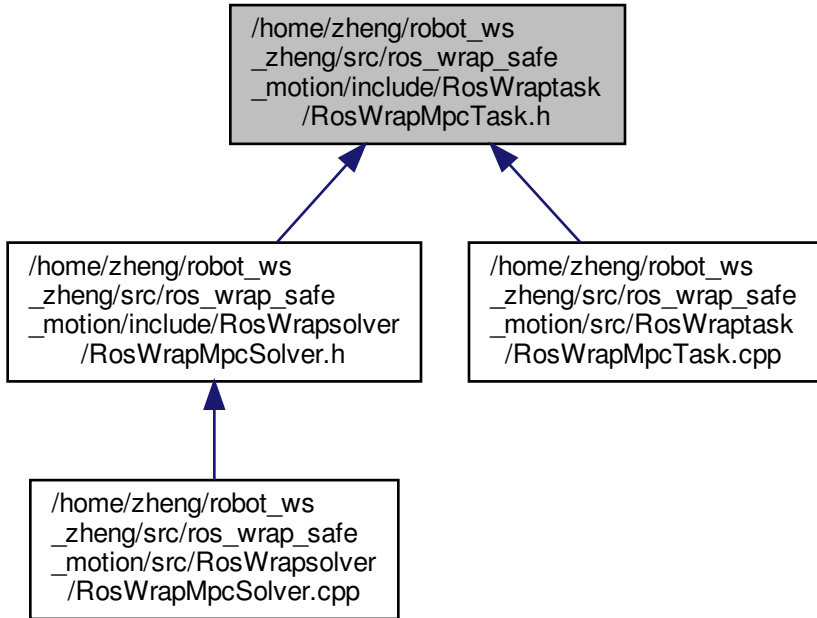 /home/zheng/robot_ws
_zheng/src/ros_wrap_safe
_motion/include/RosWraptask
/RosWrapMpcTask.h
/home/zheng/robot_ws
_zheng/src/ros_wrap_safe
_motion/include/RosWrapsolver
/RosWrapMpcSolver.h
/home/zheng/robot_ws
_zheng/src/ros_wrap_safe
_motion/src/RosWraptask
/RosWrapMpcTask.cpp
/home/zheng/robot_ws
_zheng/src/ros_wrap_safe
_motion/src/RosWrapsolver
/RosWrapMpcSolver.cpp